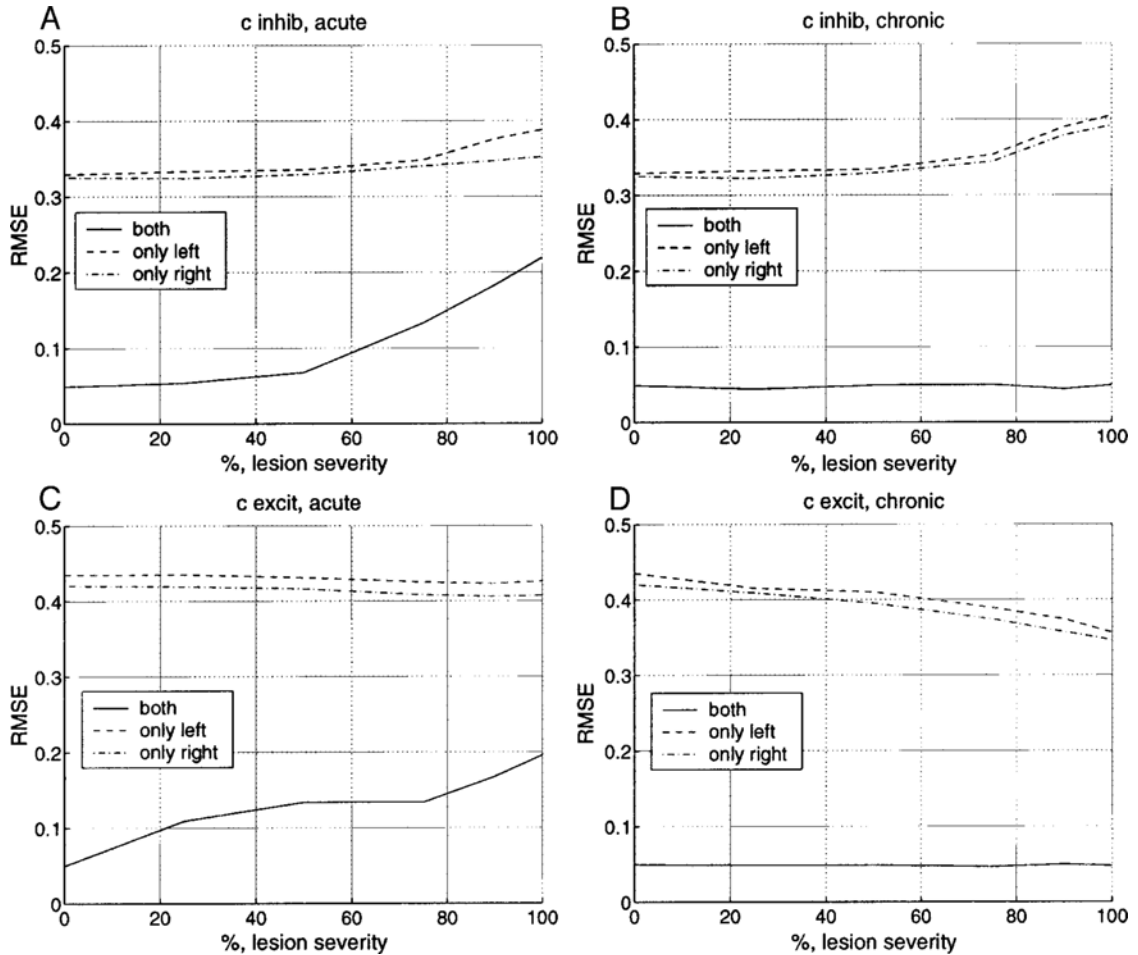 A
c inhib, acute
0.5
0.4
0.3
0.2
0.1
0
RMSE
both
only left
only right
0 20 40 60 80 100
%, lesion severity
B
c inhib, chronic
0.5
0.4
0.3
0.2
0.1
0
RMSE
both
only left
only right
0 20 40 60 80 100
%, lesion severity
C
c excit, acute
0.5
0.4
0.3
0.2
0.1
0
RMSE
both
only left
only right
0 20 40 60 80 100
%, lesion severity
D
c excit, chronic
0.5
0.4
0.3
0.2
0.1
0
RMSE
both
only left
only right
0 20 40 60 80 100
%, lesion severity